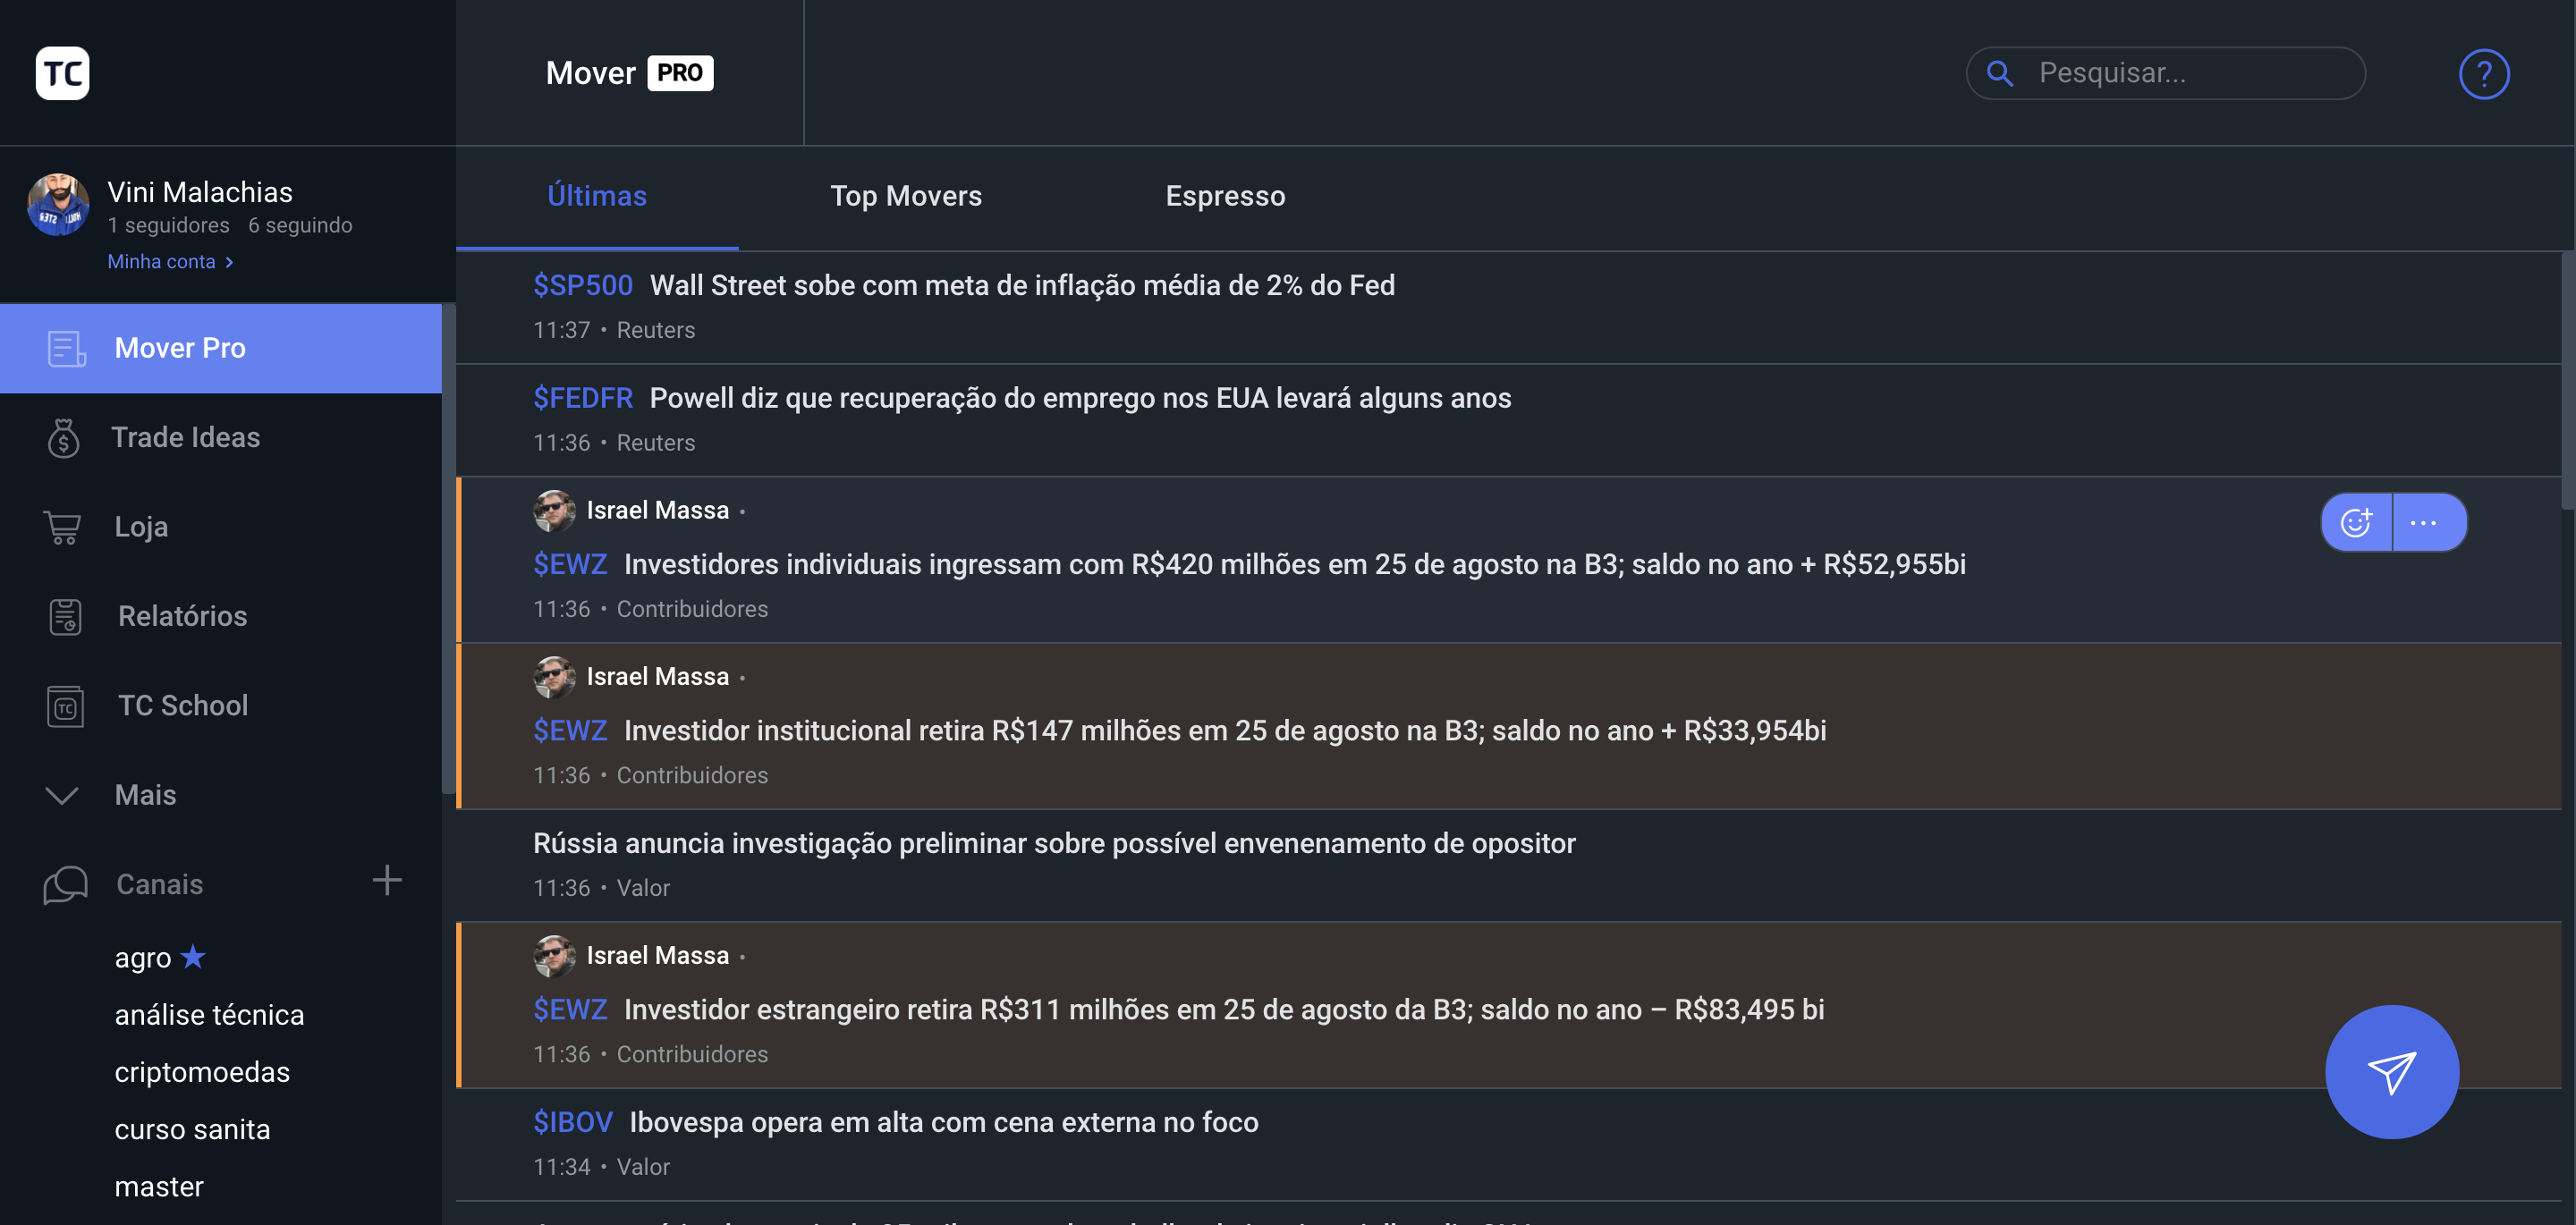 TC
Mover PRO
Pesquisar...
?
Vini Malachias
1 seguidores 6 seguindo
Minha conta >
Mover Pro
Trade Ideas
Loja
Relatórios
TC
TC School
Mais
Canais
agro
análise técnica
criptomoedas
curso sanita
master
Últimas
Top Movers
Espresso
$SP500 Wall Street sobe com meta de inflação média de 2% do Fed
11:37 • Reuters
$FEDFR Powell diz que recuperação do emprego nos EUA levará alguns anos
11:36 • Reuters
Israel Massa •
$EWZ Investidores individuais ingressam com R$420 milhões em 25 de agosto na B3; saldo no ano + R$52,955bi
11:36 • Contribuidores
Israel Massa •
$EWZ Investidor institucional retira R$147 milhões em 25 de agosto na B3; saldo no ano + R$33,954bi
11:36 • Contribuidores
Rússia anuncia investigação preliminar sobre possível envenenamento de opositor
11:36 • Valor
Israel Massa •
$EWZ Investidor estrangeiro retira R$311 milhões em 25 de agosto da B3; saldo no ano – R$83,495 bi
11:36 • Contribuidores
$IBOV Ibovespa opera em alta com cena externa no foco
11:34 • Valor